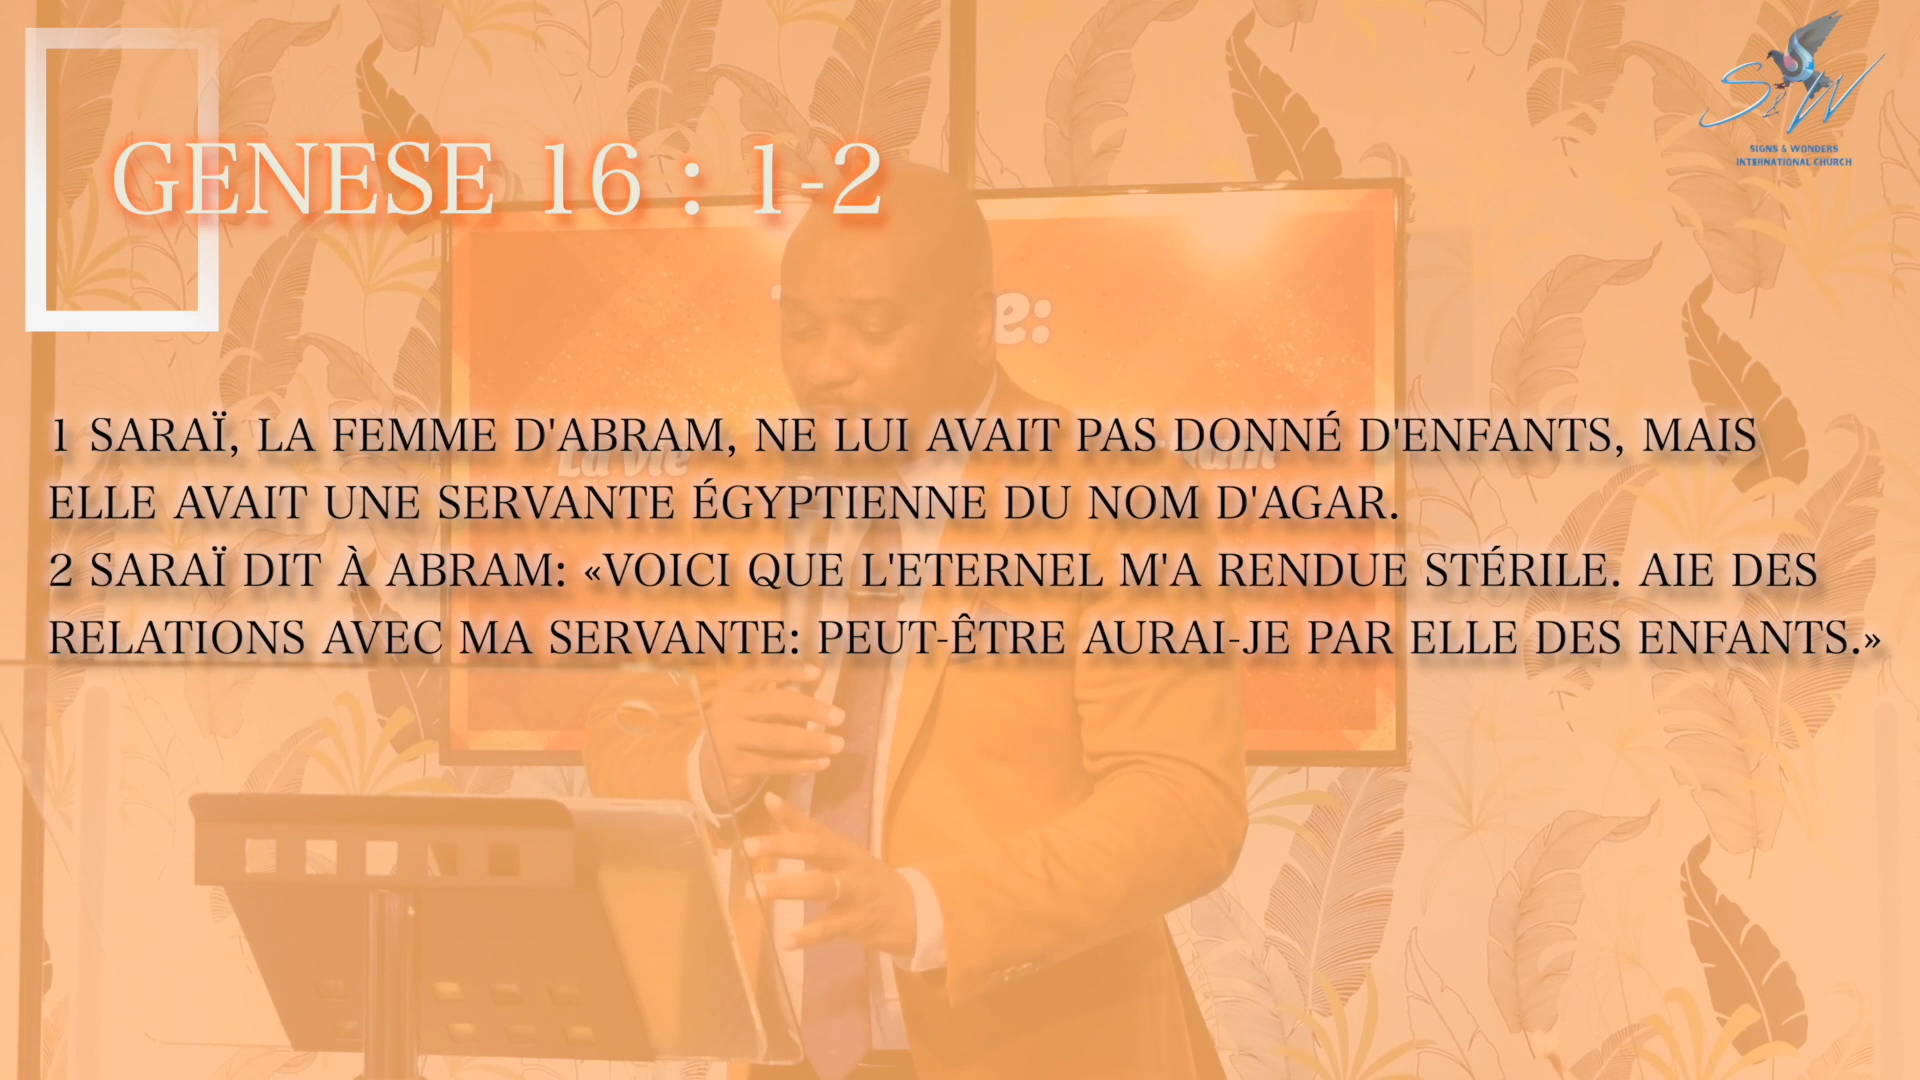 GENESE 16 : 1-2
S&W
SIGNS & WONDERS
INTERNATIONAL CHURCH
e:
1 SARAÏ, LA FEMME D'ABRAM, NE LUI AVAIT PAS DONNÉ D'ENFANTS, MAIS
La vie
ELLE AVAIT UNE SERVANTE ÉGYPTIENNE DU NOM D'AGAR.
2 SARAÏ DIT À ABRAM: «VOICI QUE L'ETERNEL M'A RENDUE STÉRILE. AIE DES
RELATIONS AVEC MA SERVANTE: PEUT-ÊTRE AURAI-JE PAR ELLE DES ENFANTS.»